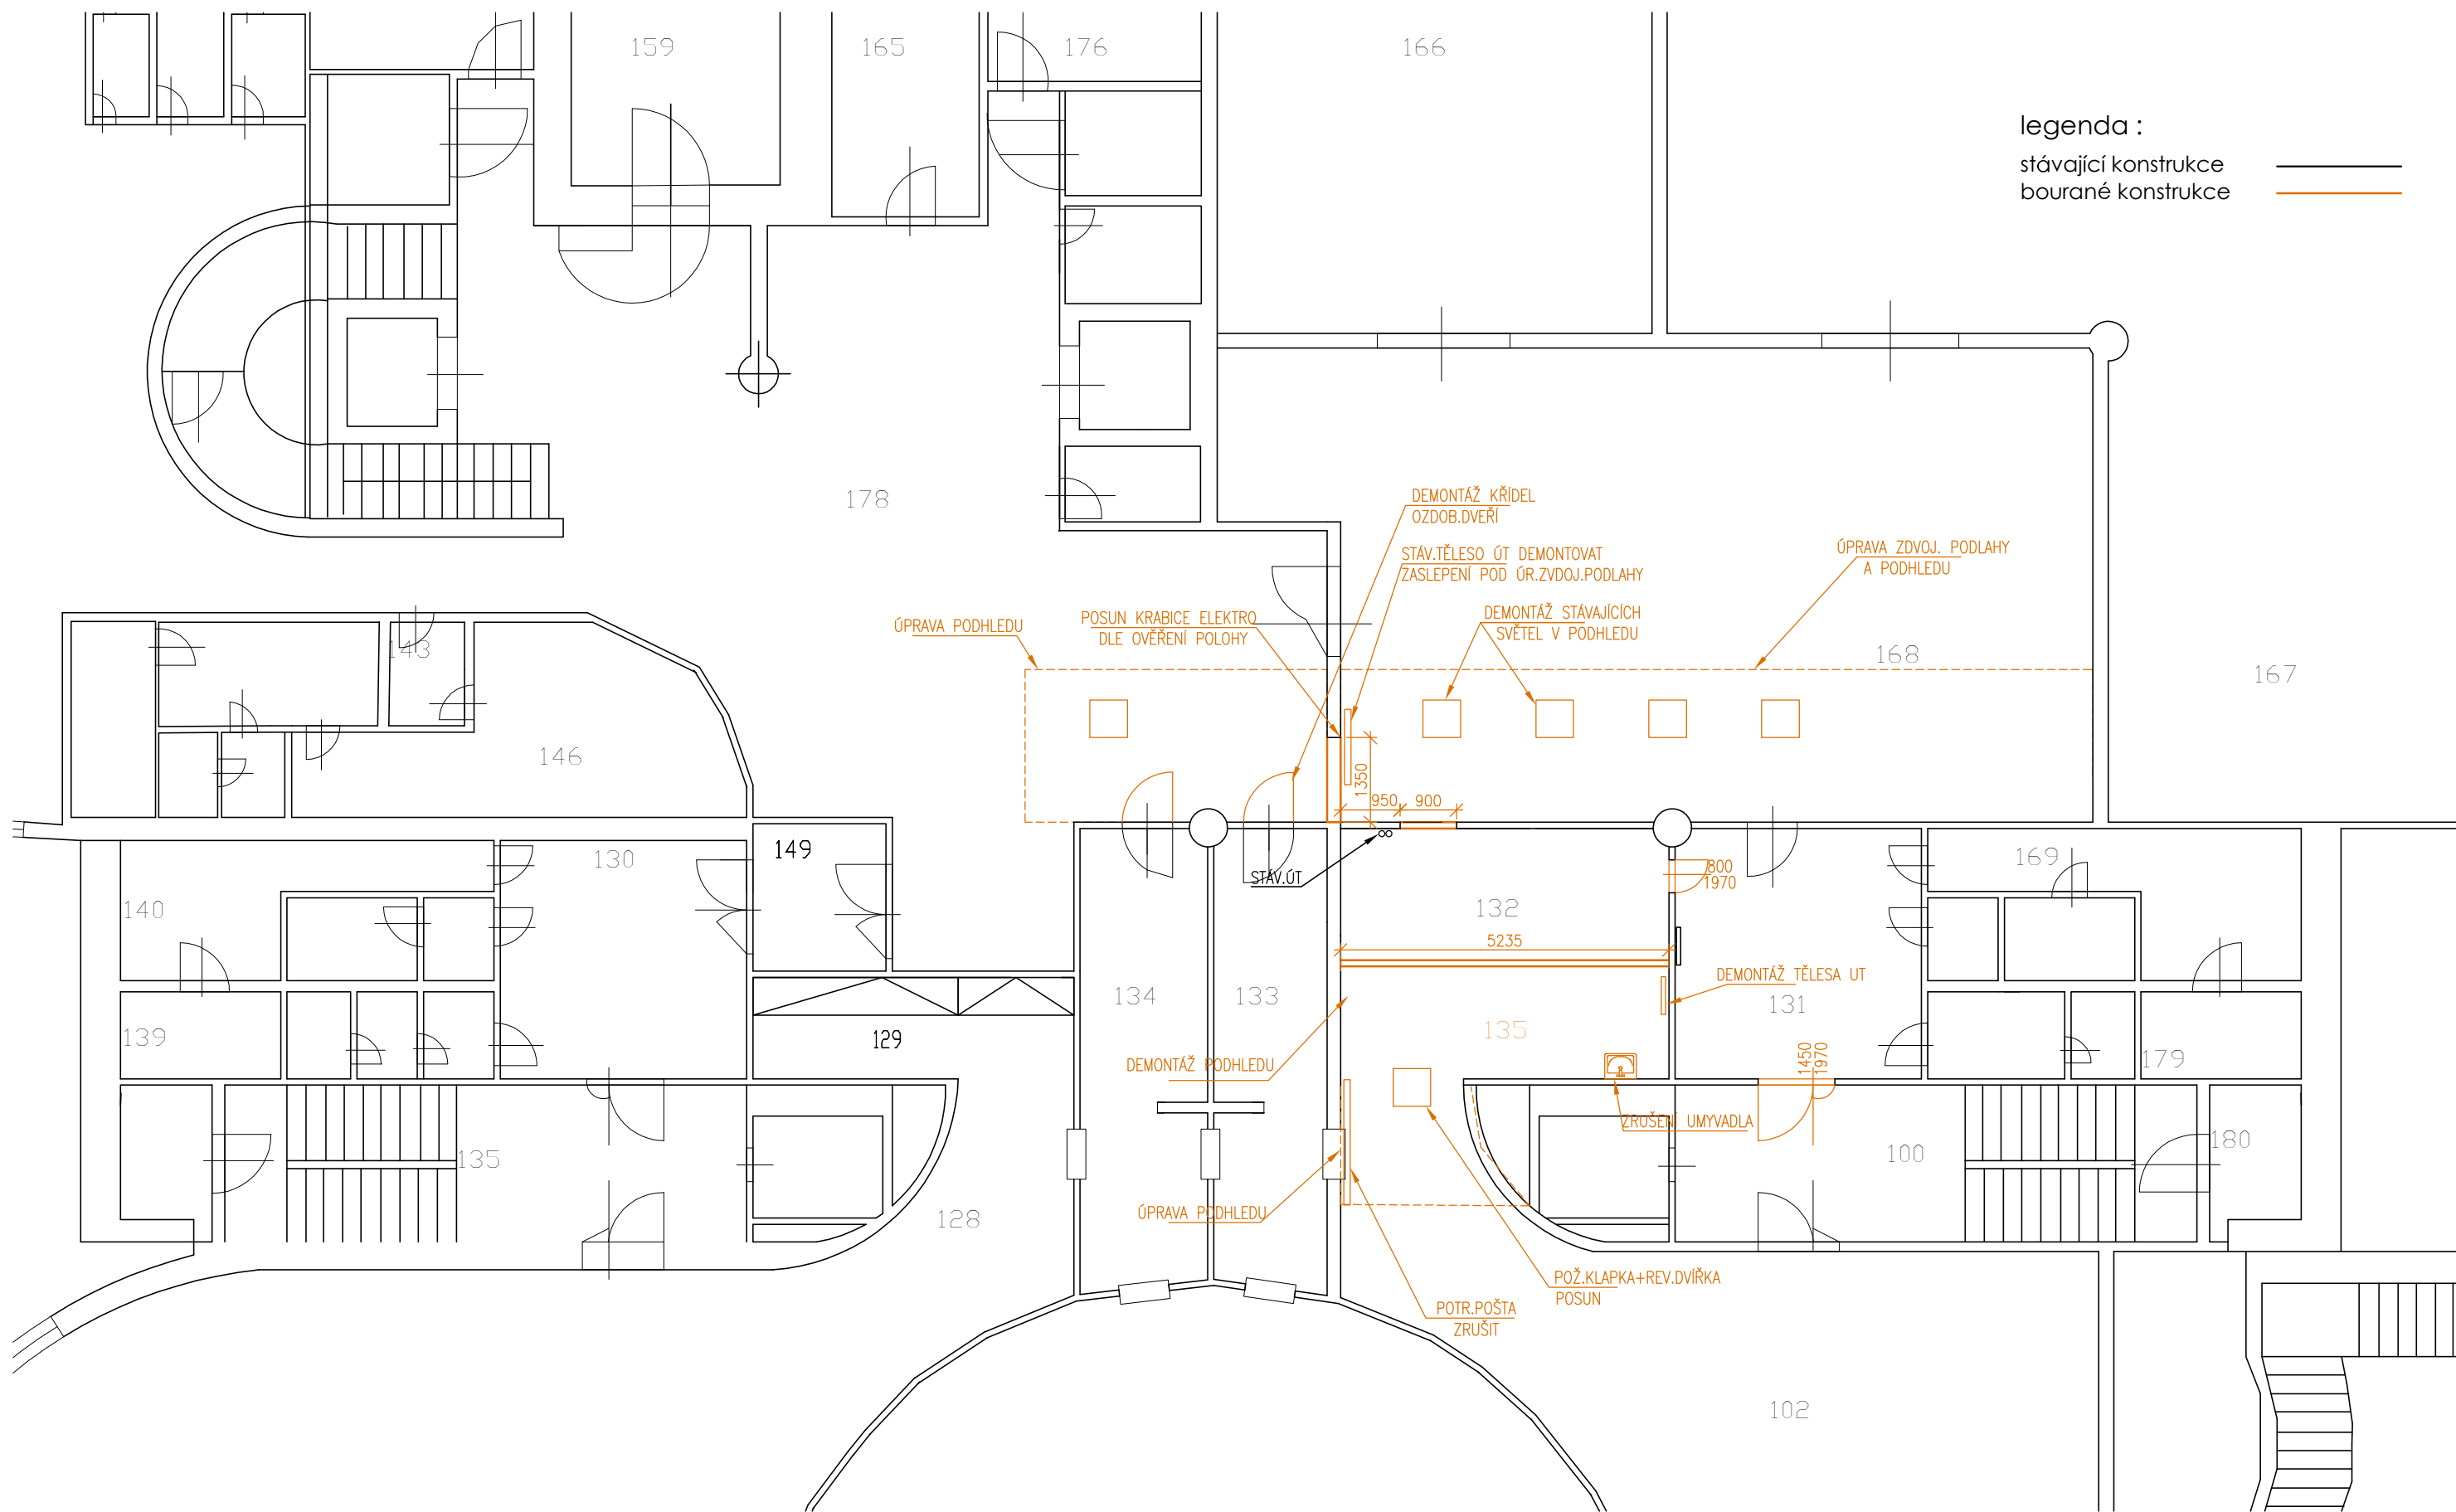 159
165
176
166
legenda :
stávající konstrukce
bourané konstrukce
178
DEMONTÁŽ KŘÍDEL
OZDOB.DVEŘÍ
STÁV.TĚLESO ÚT DEMONTOVAT
ZASLEPENÍ POD ÚR.ZVDOJ.PODLAHY
ÚPRAVA ZDVOJ. PODLAHY
A PODHLEDU
ÚPRAVA PODHLEDU
POSUN KRABICE ELEKTRO
DLE OVĚŘENÍ POLOHY
DEMONTÁŽ STÁVAJÍCÍCH
SVĚTEL V PODHLEDU
143
168
167
146
1350
950
900
149
130
STÁV.ÚT
800
1970
169
140
132
5235
134
133
DEMONTÁŽ TĚLESA UT
131
139
129
135
DEMONTÁŽ PODHLEDU
1450
1970
179
ZRUŠENÍ UMYVADLA
135
100
180
128
ÚPRAVA PODHLEDU
POŽ.KLAPKA+REV.DVÍŘKA
POSUN
POTR.POŠTA
ZRUŠIT
102